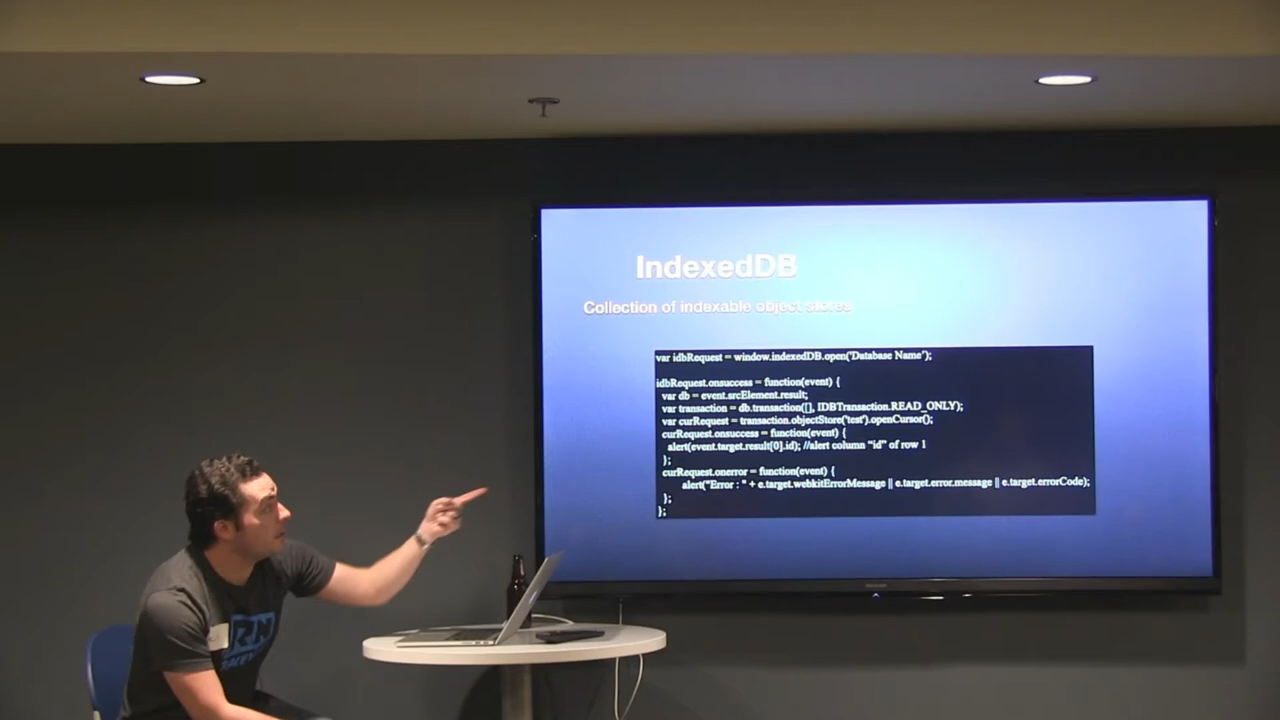 IndexedDB
Collection of indexable object stores
var idbRequest = window.indexedDB.open('Database Name');
idbRequest.onsuccess = function(event) {
var db = event.srcElement.result;
var transaction = db.transaction([], IDBTransaction.READ_ONLY);
var curRequest = transaction.objectStore('test').openCursor();
curRequest.onsuccess = function(event) {
alert(event.target.result[0].id); //alert column "id" of row 1
};
curRequest.onerror = function(event) {
alert("Error : " + e.target.webkitErrorMessage || e.target.error.message || e.target.errorCode);
};
};
RN